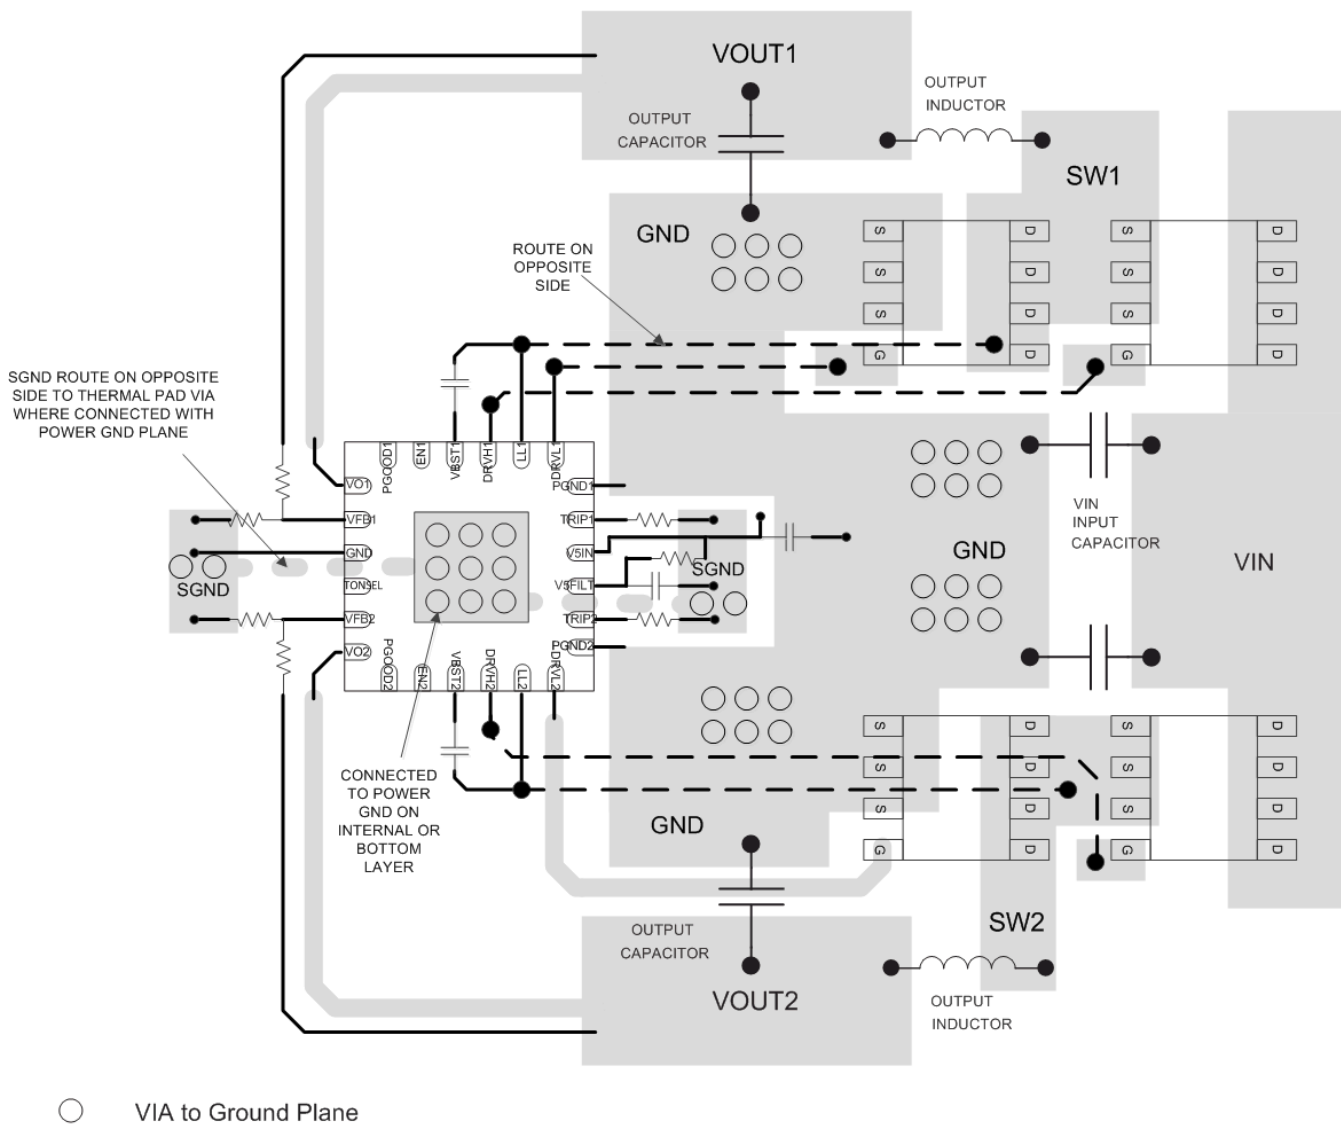 VOUT1
OUTPUT
INDUCTOR
OUTPUT
CAPACITOR
SW1
GND
ROUTE ON
OPPOSITE
SIDE
S
D
S
D
S
D
S
D
S
D
S
D
G
D
G
D
SGND ROUTE ON OPPOSITE
SIDE TO THERMAL PAD VIA
WHERE CONNECTED WITH
POWER GND PLANE
PGOOD1
EN1
VBST1
DRVH1
LL1
DRVL1
VO1
VFB1
GND
TONSEL
VFB2
VO2
PGND1
TRIP1
V5IN
V5FILT
TRIP2
PGND2
PGOOD2
EN2
VBST2
DRVH2
LL2
DRVL2
SGND
SGND
VIN
INPUT
CAPACITOR
GND
VIN
S
D
S
D
S
D
S
D
S
D
S
D
G
D
G
D
CONNECTED
TO POWER
GND ON
INTERNAL OR
BOTTOM
LAYER
GND
SW2
OUTPUT
CAPACITOR
VOUT2
OUTPUT
INDUCTOR
VIA to Ground Plane